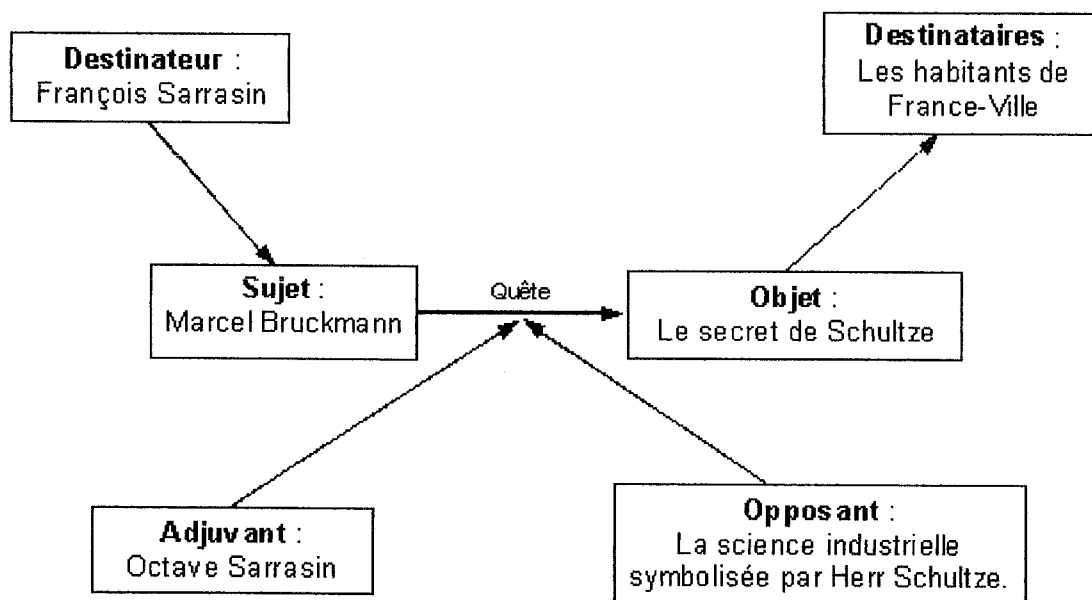 Destinateur :
François Sarrasin
Destinataires :
Les habitants de
France-Ville
Sujet :
Marcel Bruckmann
Quête
Objet :
Le secret de Schultze
Adjuvant :
Octave Sarrasin
Opposant :
La science industrielle
symbolisée par Herr Schultze.